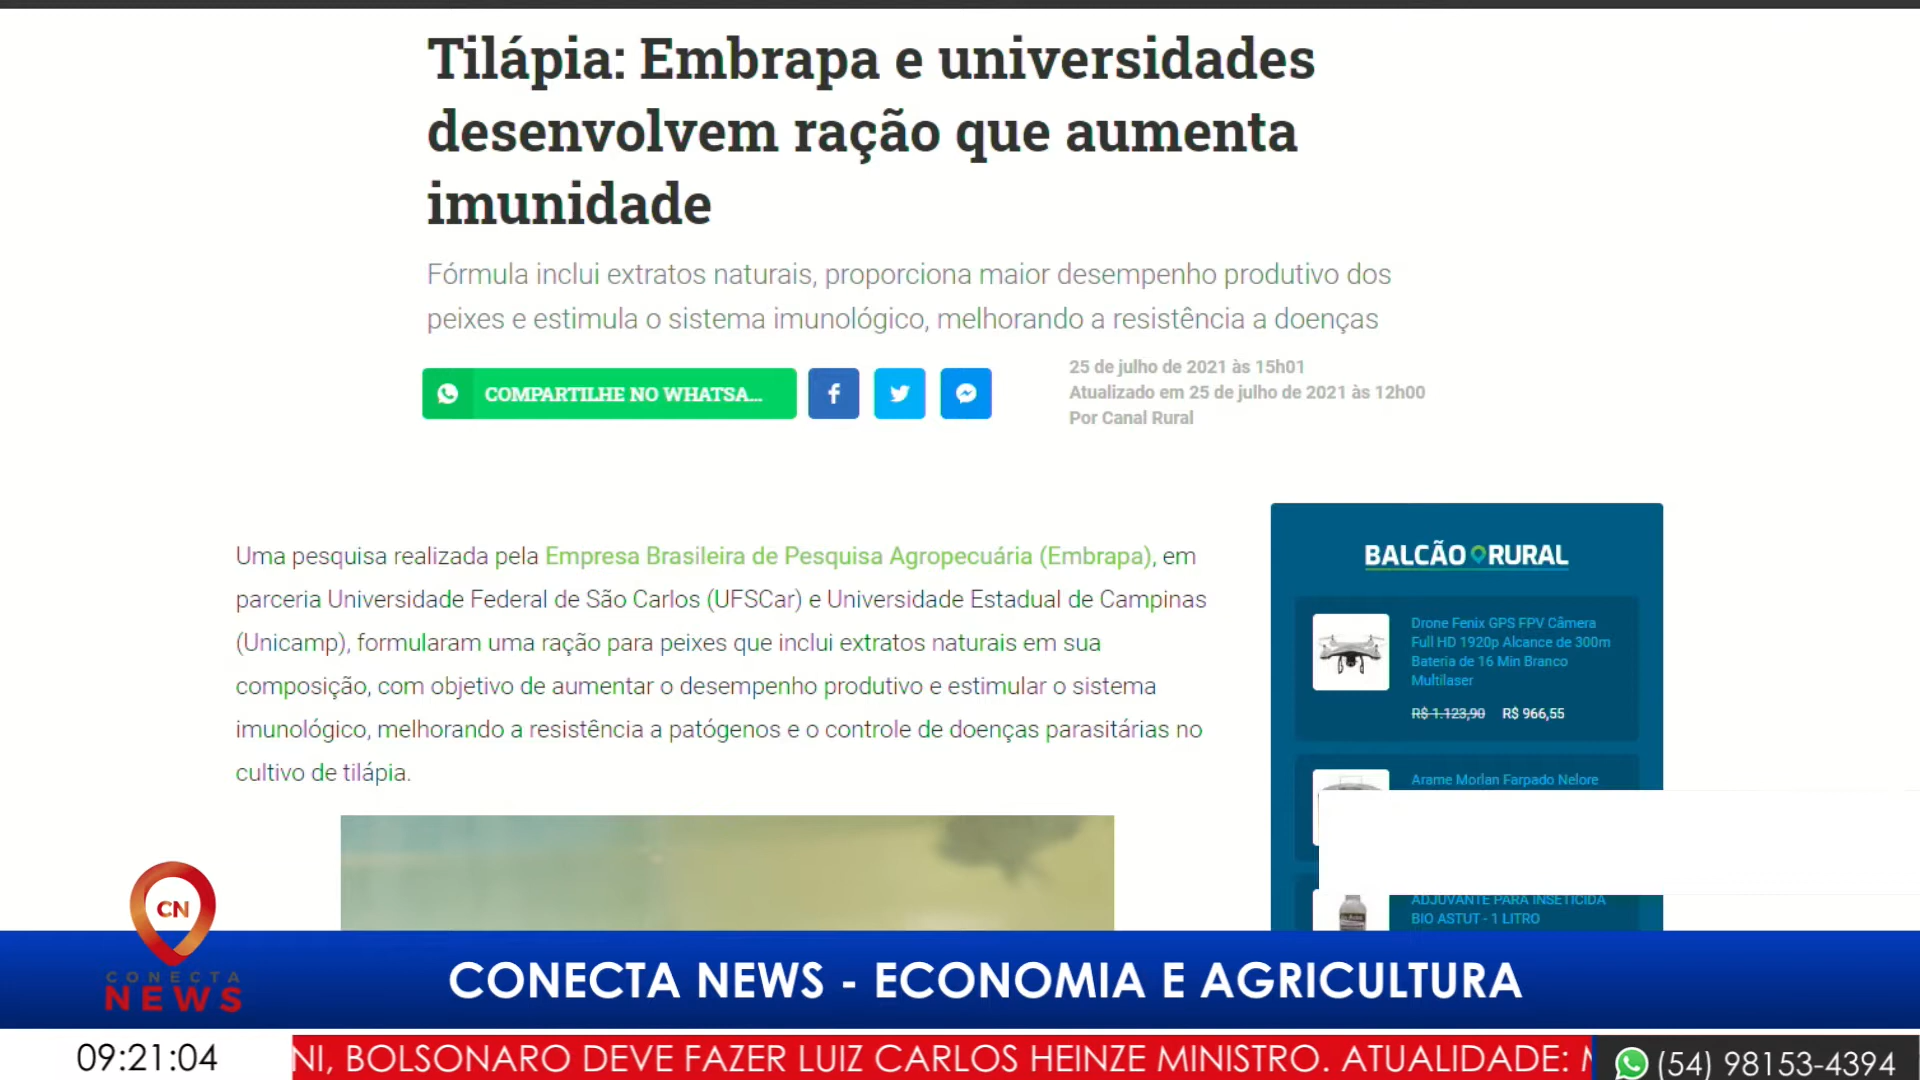 Tilápia: Embrapa e universidades
desenvolvem ração que aumenta
imunidade
Fórmula inclui extratos naturais, proporciona maior desempenho produtivo dos
peixes e estimula o sistema imunológico, melhorando a resistência a doenças
COMPARTILHE NO WHATSA...
25 de julho de 2021 às 15h01
Atualizado em 25 de julho de 2021 às 12h00
Por Canal Rural
Uma pesquisa realizada pela Empresa Brasileira de Pesquisa Agropecuária (Embrapa), em
parceria Universidade Federal de São Carlos (UFSCar) e Universidade Estadual de Campinas
(Unicamp), formularam uma ração para peixes que inclui extratos naturais em sua
composição, com objetivo de aumentar o desempenho produtivo e estimular o sistema
imunológico, melhorando a resistência a patógenos e o controle de doenças parasitárias no
cultivo de tilápia.
BALCÃO RURAL
Drone Fenix GPS FPV Câmera
Full HD 1920p Alcance de 300m
Bateria de 16 Min Branco
Multilaser
R$ 1.123,90 R$ 966,55
Arame Morlan Farpado Nelore
ADJUVANTE PARA INSETICIDA
BIO ASTUT - 1 LITRO
CN
CONECTA
NEWS
CONECTA NEWS - ECONOMIA E AGRICULTURA
09:21:04
NI, BOLSONARO DEVE FAZER LUIZ CARLOS HEINZE MINISTRO. ATUALIDADE:
(54) 98153-4394